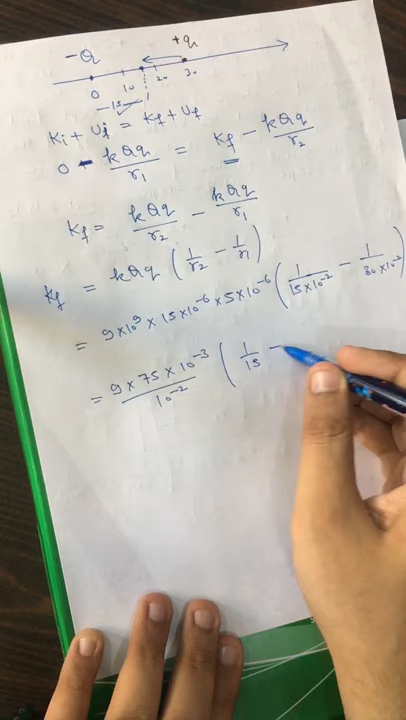 -Q +q
0 10 20 30
-15-
Ki + Ui = Kf + Uf
0 - kQq/r1 = Kf - kQq/r2
Kf = kQq/r2 - kQq/r1
Kf = kQq (1/r2 - 1/r1)
= 9×10^9 × 15×10^-6 × 5×10^-6 (1/15×10^-2 - 1/30×10^-2)
= 9×75×10^-3/10^-2 (1/15 -